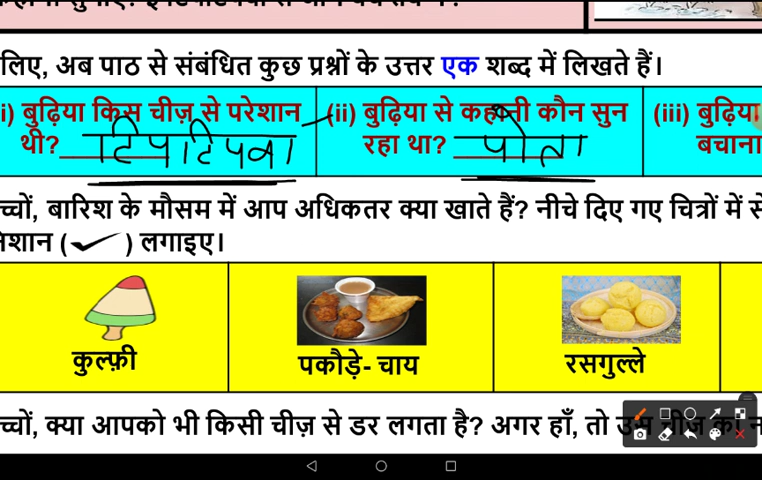 लिए, अब पाठ से संबंधित कुछ प्रश्नों के उत्तर एक शब्द में लिखते हैं।
i) बुढ़िया किस चीज़ से परेशान (ii) बुढ़िया से कहानी कौन सुन (iii) बुढ़िया
थी? टिपटिपवा रहा था? पोता बचाना
च्चों, बारिश के मौसम में आप अधिकतर क्या खाते हैं? नीचे दिए गए चित्रों में से
नेशान ( ✓ ) लगाइए।
कुल्फ़ी पकौड़े- चाय रसगुल्ले
च्चों, क्या आपको भी किसी चीज़ से डर लगता है? अगर हाँ, तो उस चीज़ का